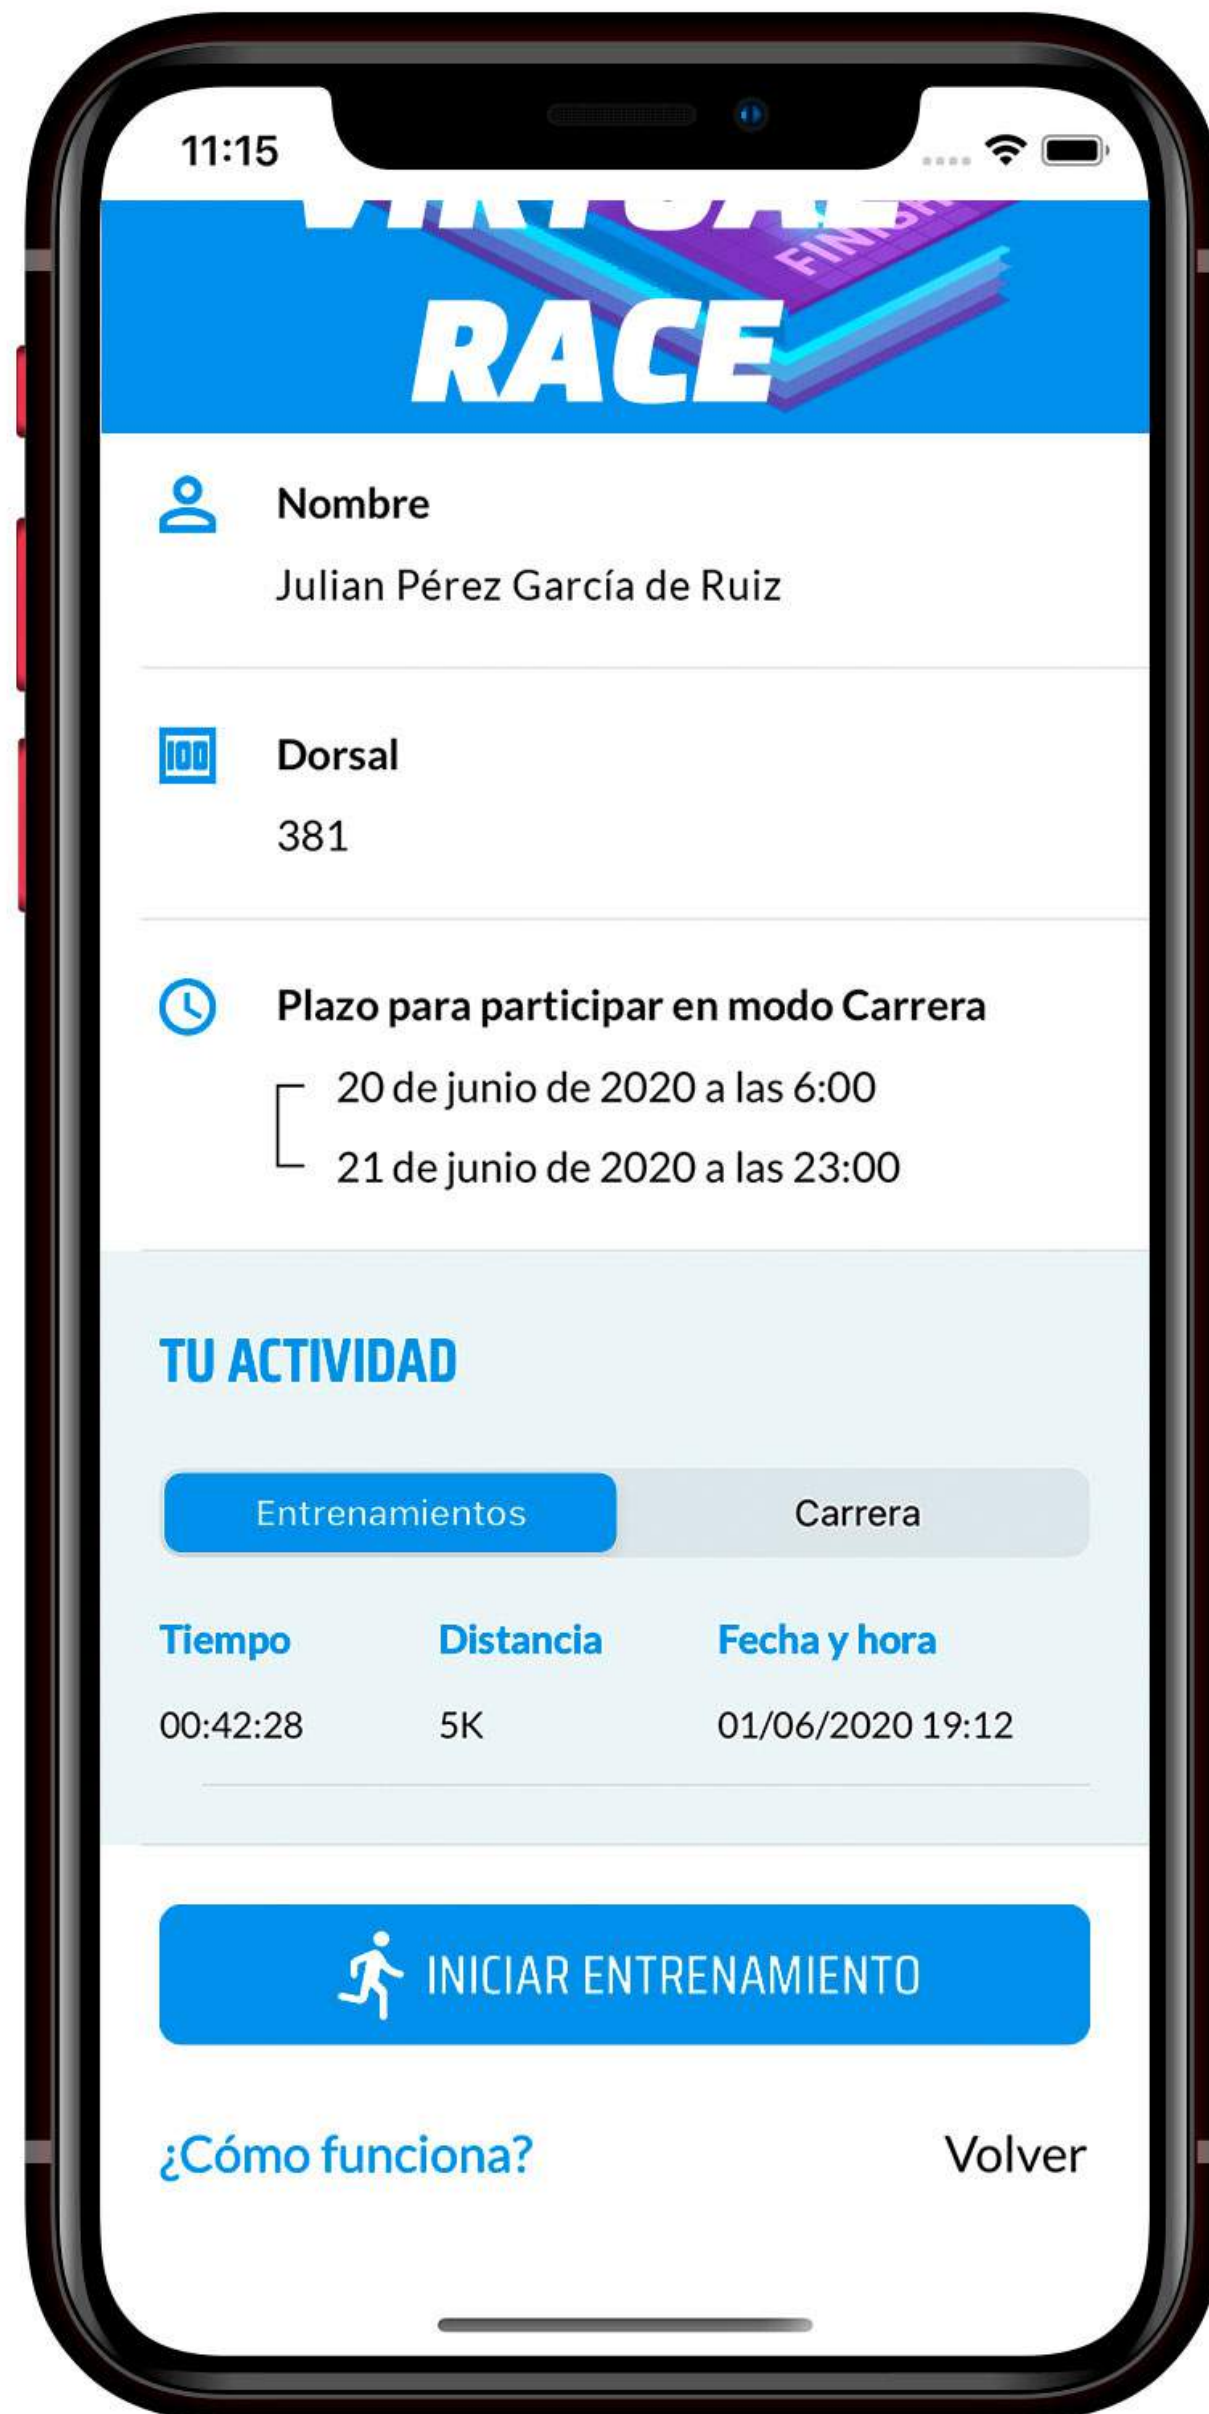 11:15
VIRTUAL
FINISH
RACE
Nombre
Julian Pérez García de Ruiz
100
Dorsal
381
Plazo para participar en modo Carrera
20 de junio de 2020 a las 6:00
21 de junio de 2020 a las 23:00
TU ACTIVIDAD
Entrenamientos Carrera
Tiempo Distancia Fecha y hora
00:42:28 5K 01/06/2020 19:12
INICIAR ENTRENAMIENTO
¿Cómo funciona? Volver